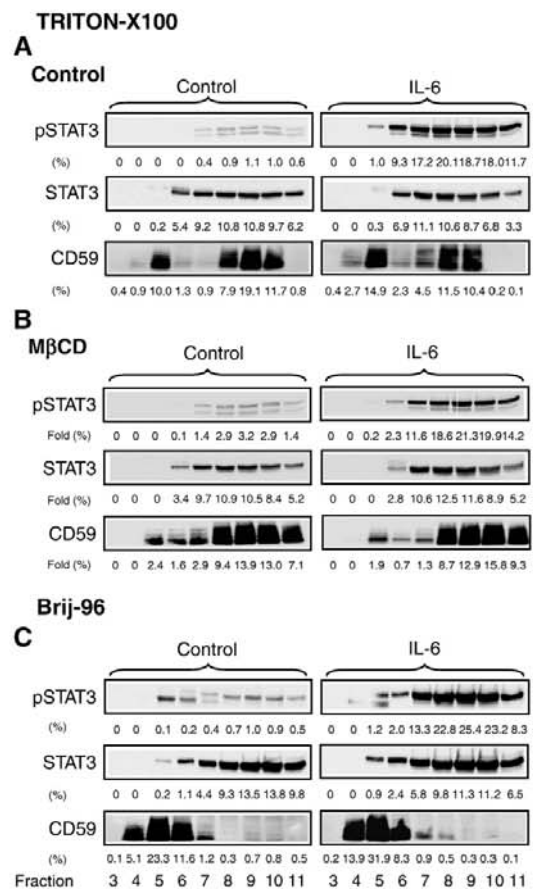 TRITON-X100
A
Control
Control IL-6
pSTAT3
(%) 0 0 0 0 0.4 0.9 1.1 1.0 0.6 0 0 1.0 9.3 17.2 20.1 18.7 18.0 11.7
STAT3
(%) 0 0 0.2 5.4 9.2 10.8 10.8 9.7 6.2 0 0 0.3 6.9 11.1 10.6 8.7 6.8 3.3
CD59
(%) 0.4 0.9 10.0 1.3 0.9 7.9 19.1 11.7 0.8 0.4 2.7 14.9 2.3 4.5 11.5 10.4 0.2 0.1
B
MβCD
Control IL-6
pSTAT3
Fold (%) 0 0 0 0.1 1.4 2.9 3.2 2.9 1.4 0 0 0.2 2.3 11.6 18.6 21.3 19.9 14.2
STAT3
Fold (%) 0 0 0 3.4 9.7 10.9 10.5 8.4 5.2 0 0 0 2.8 10.6 12.5 11.6 8.9 5.2
CD59
Fold (%) 0 0 2.4 1.6 2.9 9.4 13.9 13.0 7.1 0 0 1.9 0.7 1.3 8.7 12.9 15.8 9.3
Brij-96
C
Control IL-6
pSTAT3
(%) 0 0 0.1 0.2 0.4 0.7 1.0 0.9 0.5 0 0 1.2 2.0 13.3 22.8 25.4 23.2 8.3
STAT3
(%) 0 0 0.2 1.1 4.4 9.3 13.5 13.8 9.8 0 0 0.9 2.4 5.8 9.8 11.3 11.2 6.5
CD59
(%) 0.1 5.1 23.3 11.6 1.2 0.3 0.7 0.8 0.5 0.2 13.9 31.9 8.3 0.9 0.5 0.3 0.3 0.1
Fraction 3 4 5 6 7 8 9 10 11 3 4 5 6 7 8 9 10 11